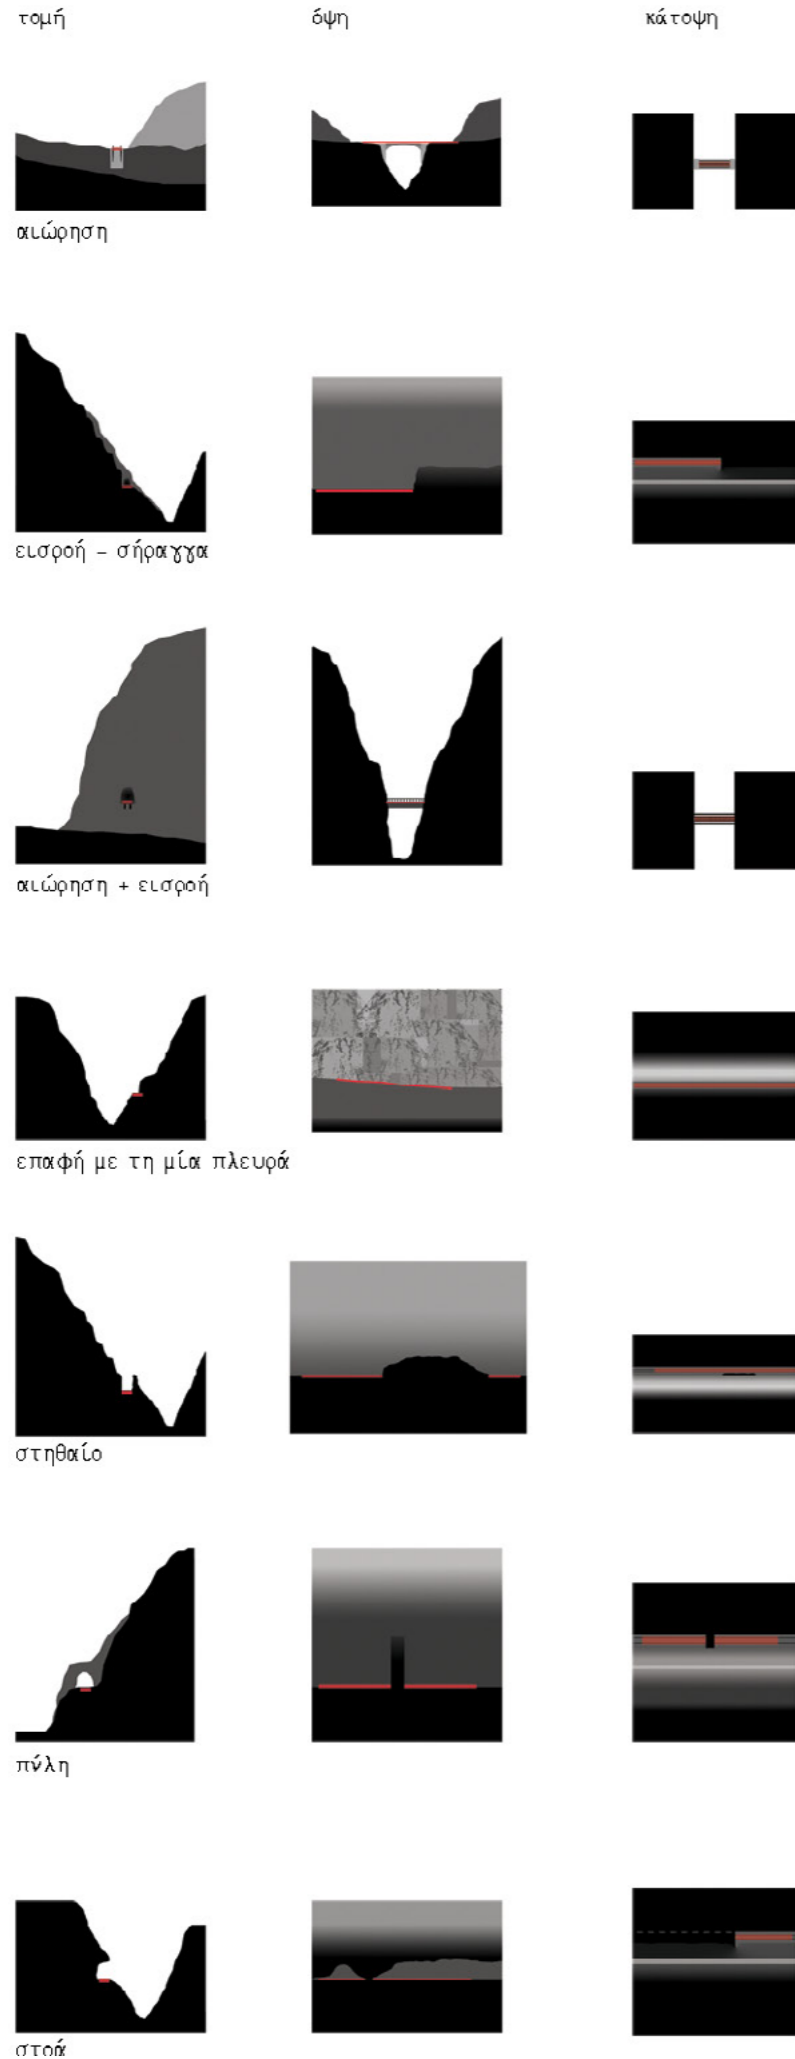 τομή όψη κάτοψη
αιώρηση
εισροή – σήραγγα
αιώρηση + εισροή
επαφή με τη μία πλευρά
στηθαίο
πύλη
στοά